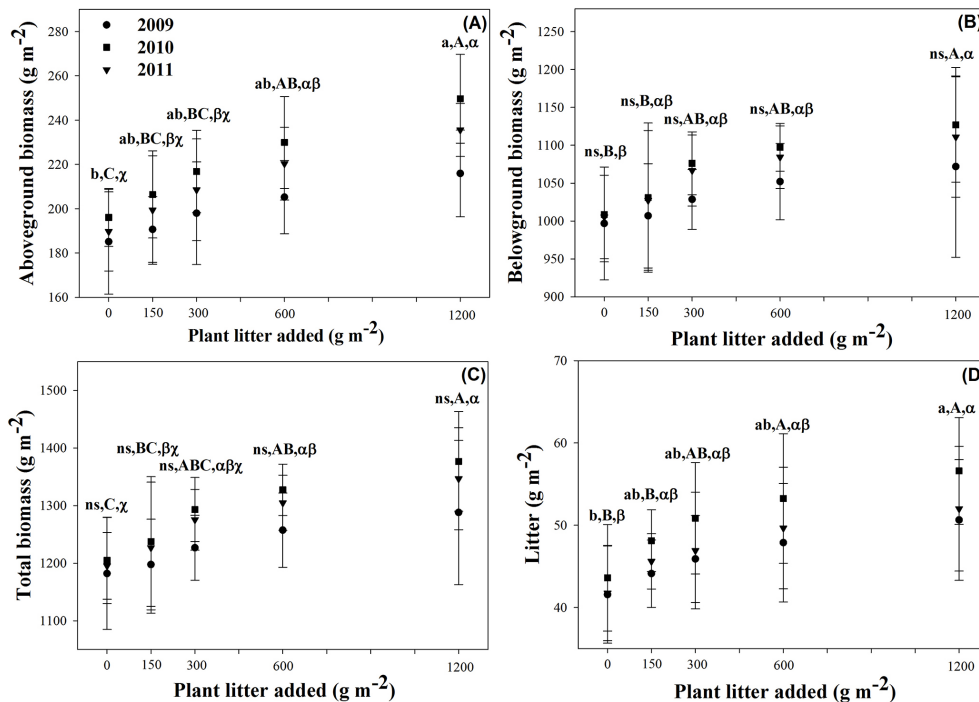 (A)
2009
2010
2011
Aboveground biomass (g m-2)
280
260
240
220
200
180
160
b,C,χ
ab,BC,βχ
ab,BC,βχ
ab,AB,αβ
a,A,α
0
150
300
600
1200
Plant litter added (g m-2)
(B)
Belowground biomass (g m-2)
1250
1200
1150
1100
1050
1000
950
900
ns,B,β
ns,B,αβ
ns,AB,αβ
ns,AB,αβ
ns,A,α
0
150
300
600
1200
Plant litter added (g m-2)
(C)
Total biomass (g m-2)
1500
1400
1300
1200
1100
ns,C,χ
ns,BC,βχ
ns,ABC,αβχ
ns,AB,αβ
ns,A,α
0
150
300
600
1200
Plant litter added (g m-2)
(D)
Litter (g m-2)
70
60
50
40
b,B,β
ab,B,αβ
ab,AB,αβ
ab,A,αβ
a,A,α
0
150
300
600
1200
Plant litter added (g m-2)